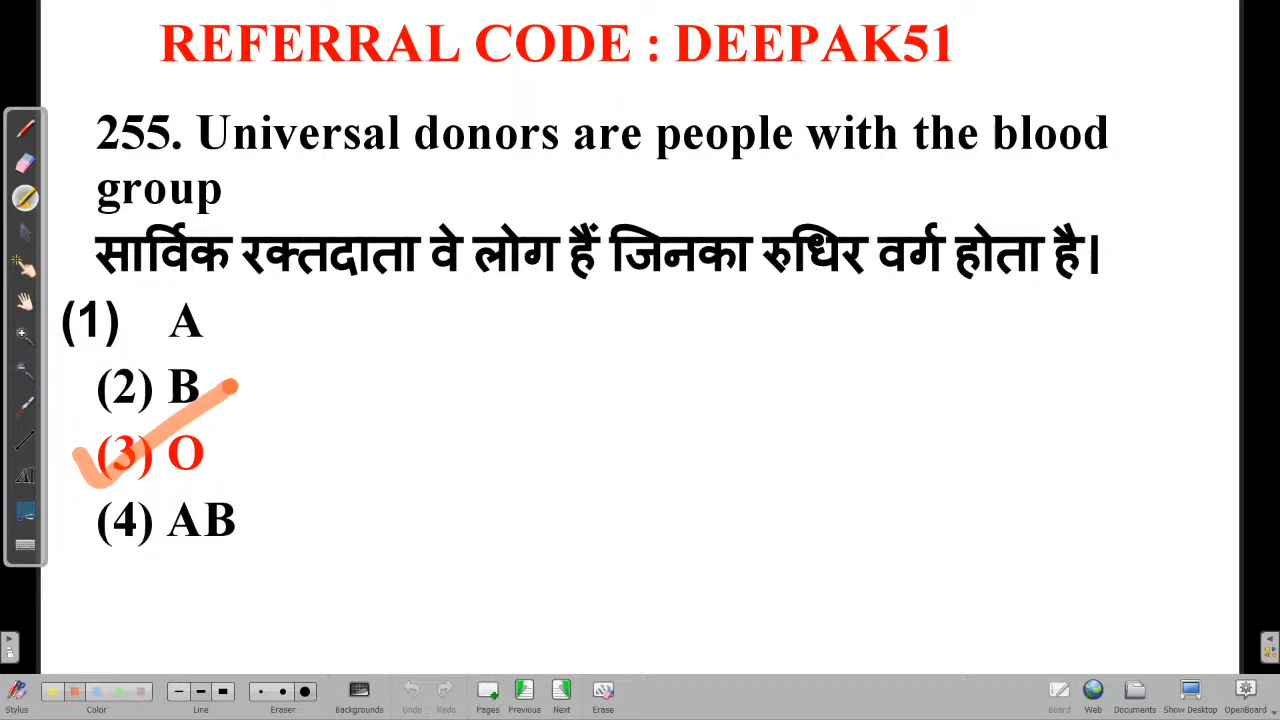 REFERRAL CODE : DEEPAK51
255. Universal donors are people with the blood
group
सार्विक रक्तदाता वे लोग हैं जिनका रुधिर वर्ग होता है।
(1) A
(2) B
(3) O
(4) AB
Stylus Color Line Eraser Backgrounds Undo Redo Pages Previous Next Erase Board Web Documents Show Desktop OpenBoard